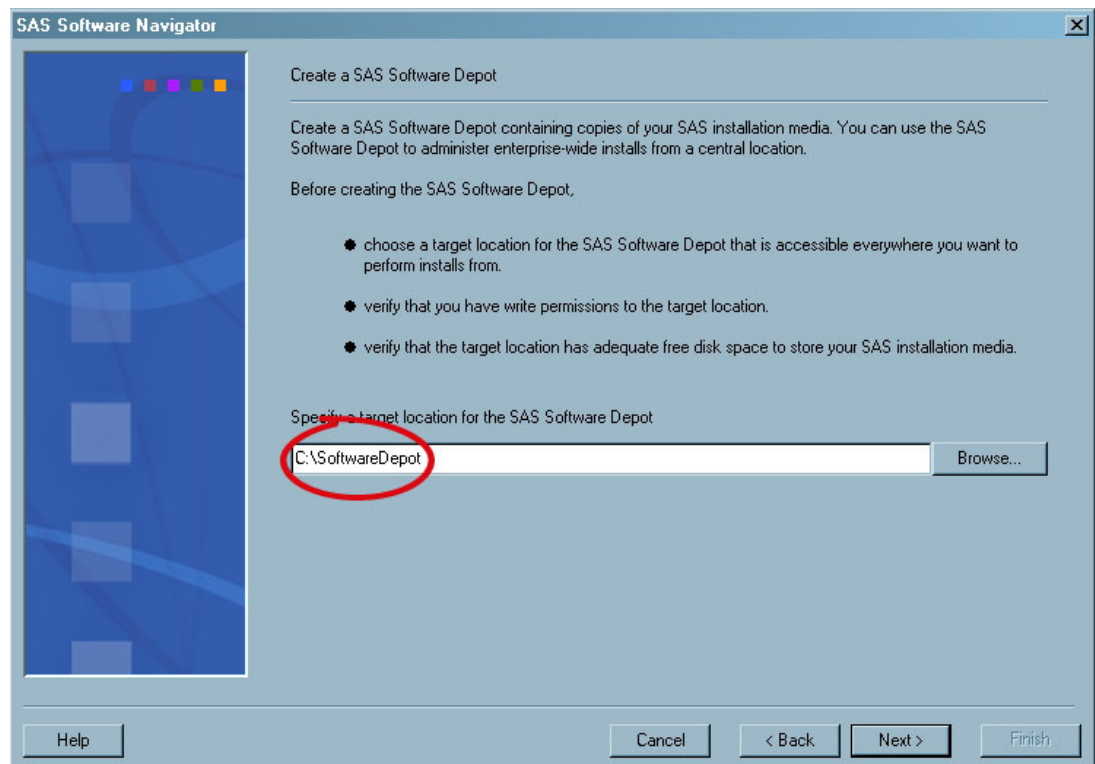 SAS Software Navigator
Create a SAS Software Depot
Create a SAS Software Depot containing copies of your SAS installation media. You can use the SAS
Software Depot to administer enterprise-wide installs from a central location.
Before creating the SAS Software Depot,
choose a target location for the SAS Software Depot that is accessible everywhere you want to
perform installs from.
verify that you have write permissions to the target location.
verify that the target location has adequate free disk space to store your SAS installation media.
Specify a target location for the SAS Software Depot
C:\SoftwareDepot
Browse...
Help
Cancel
< Back
Next >
Finish